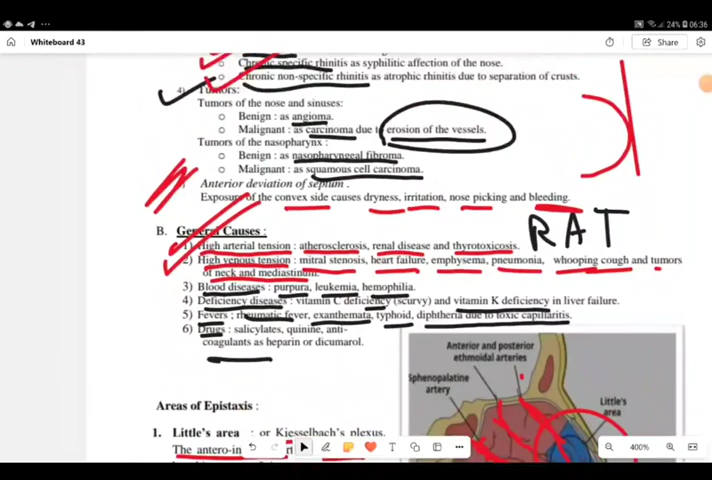 24% 06:36
Whiteboard 43
Share
Chronic specific rhinitis as syphilitic affection of the nose.
Chronic non-specific rhinitis as atrophic rhinitis due to separation of crusts.
4) Tumors:
Tumors of the nose and sinuses:
o Benign : as angioma.
o Malignant : as carcinoma due to erosion of the vessels.
Tumors of the nasopharynx :
o Benign : as nasopharyngeal fibroma.
o Malignant : as squamous cell carcinoma.
Anterior deviation of septum .
Exposure of the convex side causes dryness, irritation, nose picking and bleeding.
RAT
B. General Causes :
1) High arterial tension : atherosclerosis, renal disease and thyrotoxicosis.
2) High venous tension : mitral stenosis, heart failure, emphysema, pneumonia, whooping cough and tumors
of neck and mediastinum.
3) Blood diseases : purpura, leukemia, hemophilia.
4) Deficiency diseases : vitamin C deficiency (scurvy) and vitamin K deficiency in liver failure.
5) Fevers ; rheumatic fever, exanthemata, typhoid, diphtheria due to toxic capillaritis.
6) Drugs : salicylates, quinine, anti-
coagulants as heparin or dicumarol.
Anterior and posterior
ethmoidal arteries
Sphenopalatine
artery
Little's
area
Areas of Epistaxis :
1. Little's area : or Kiesselbach's plexus.
The antero-in
T
400%